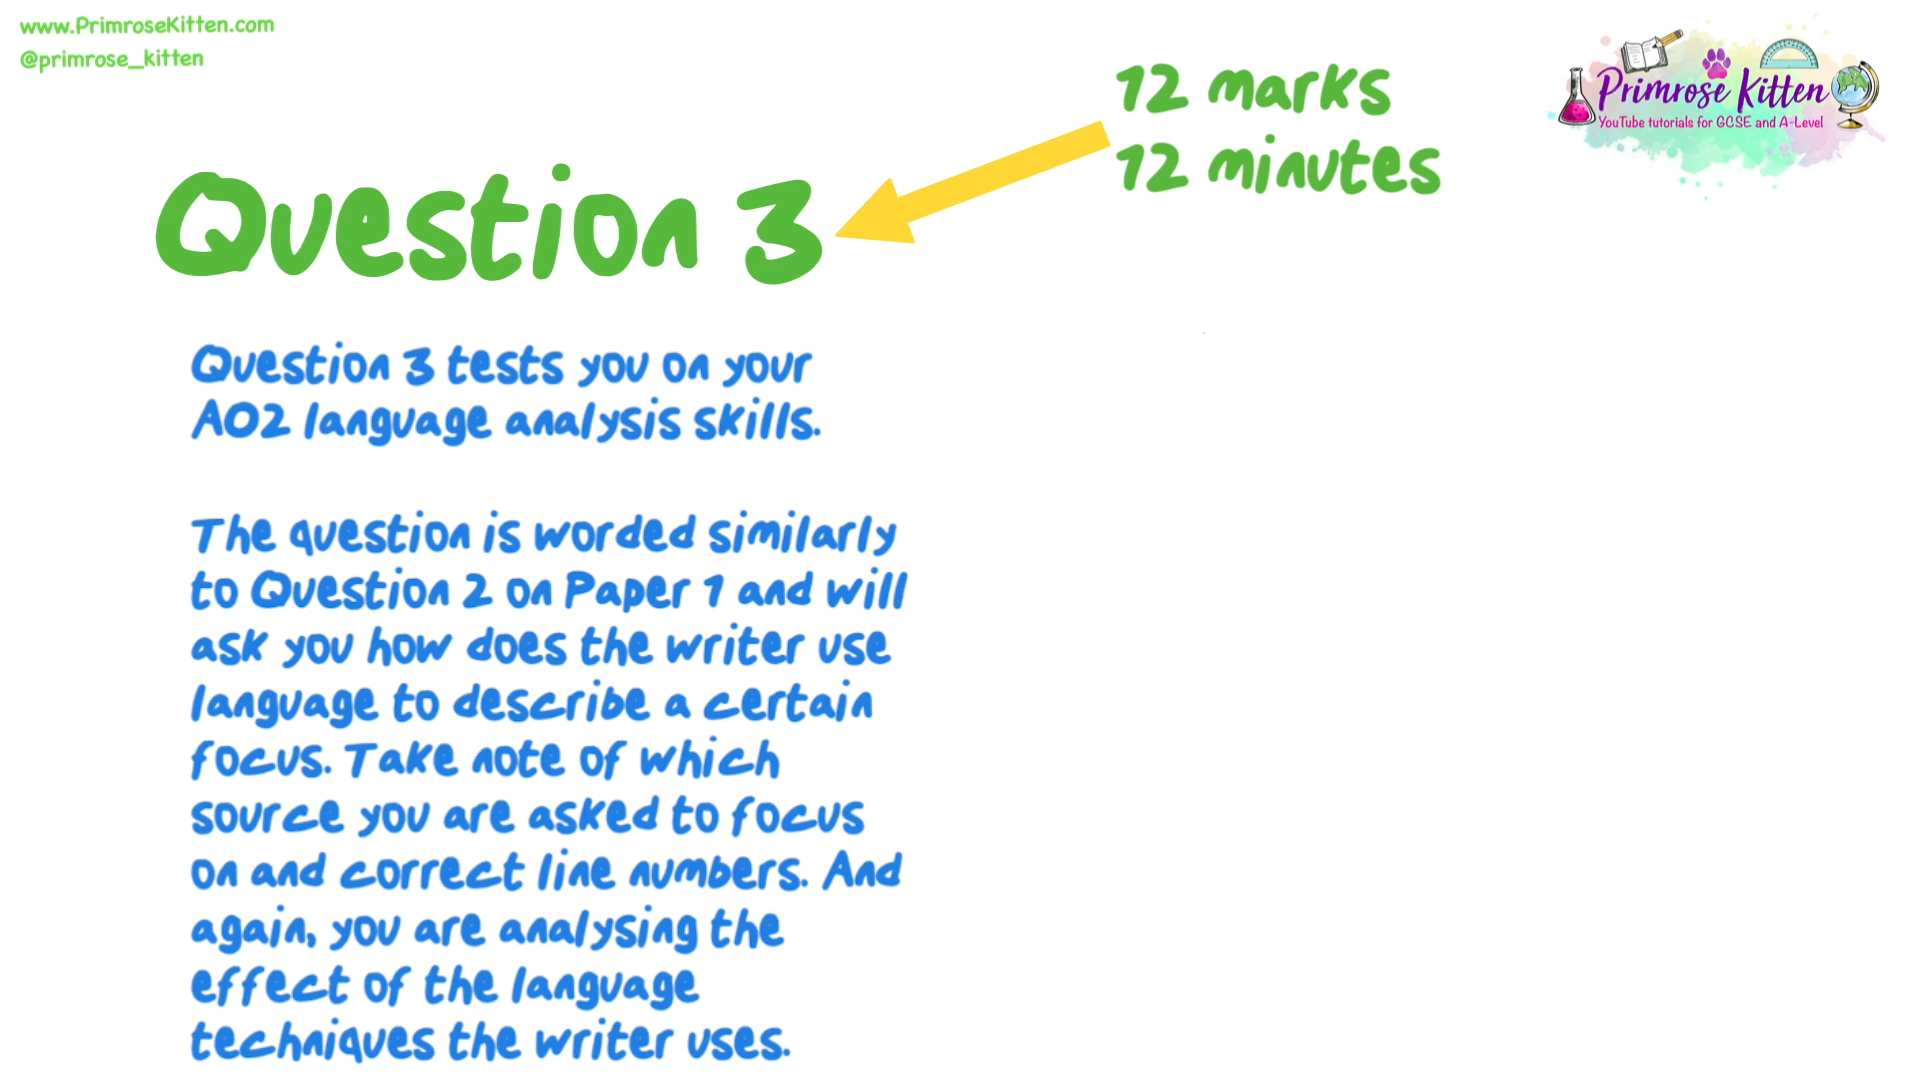 www.PrimroseKitten.com
@primrose_kitten
12 marks
12 minutes
Primrose Kitten
YouTube tutorials for GCSE and A-Level
Question 3
Question 3 tests you on your
AO2 language analysis skills.
The question is worded similarly
to Question 2 on Paper 1 and will
ask you how does the writer use
language to describe a certain
focus. Take note of which
source you are asked to focus
on and correct line numbers. And
again, you are analysing the
effect of the language
techniques the writer uses.